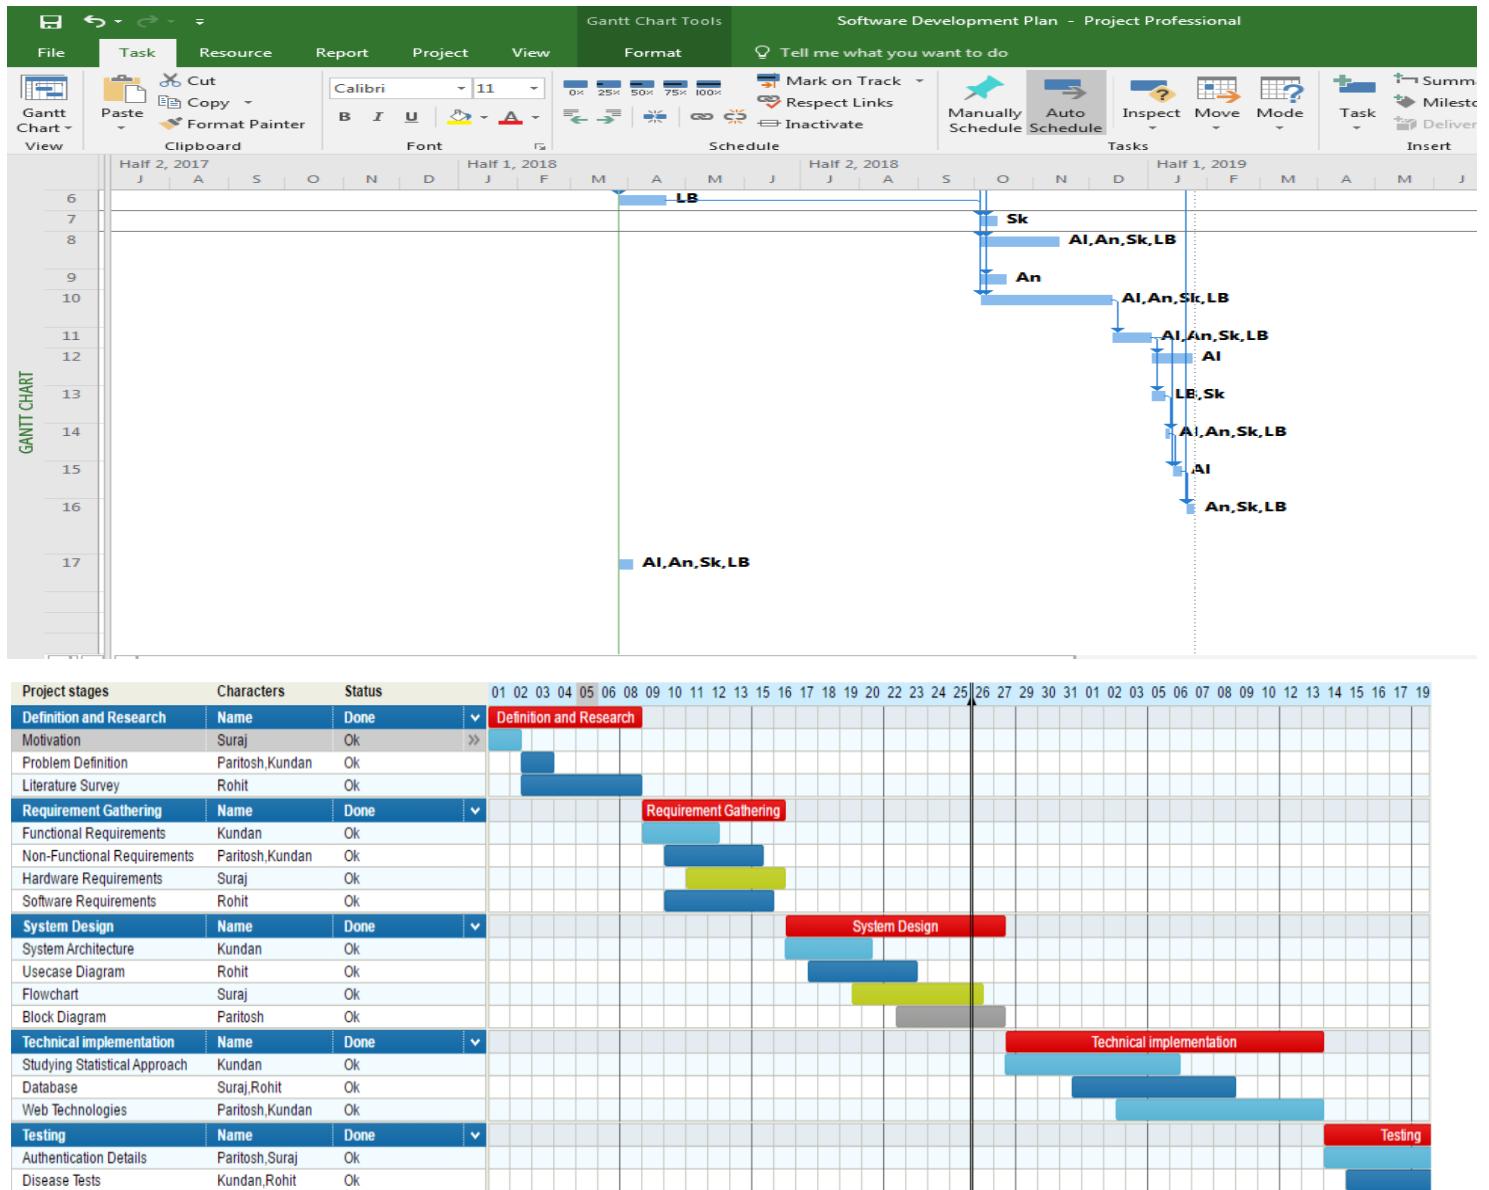 Gantt Chart Tools Software Development Plan - Project Professional
File Task Resource Report Project View Format Tell me what you want to do
Cut Calibri 11 0% 25% 50% 75% 100% Mark on Track Summ
Gantt Chart Paste Copy Respect Links Manually Schedule Auto Schedule Inspect Move Mode Task Milesto
Format Painter B I U A Inactivate Deliver
View Clipboard Font Schedule Tasks Insert
Half 2, 2017 Half 1, 2018 Half 2, 2018 Half 1, 2019
J A S O N D J F M A M J J A S O N D J F M A M J
GANTT CHART
6 LB
7 Sk
8 AI,An,Sk,LB
9 An
10 AI,An,Sk,LB
11 AI,An,Sk,LB
12 AI
13 LB,Sk
14 AI,An,Sk,LB
15 AI
16 An,Sk,LB
17 AI,An,Sk,LB
Project stages Characters Status 01 02 03 04 05 06 08 09 10 11 12 13 15 16 17 18 19 20 22 23 24 25 26 27 29 30 31 01 02 03 05 06 07 08 09 10 12 13 14 15 16 17 19
Definition and Research Name Done Definition and Research
Motivation Suraj Ok
Problem Definition Paritosh,Kundan Ok
Literature Survey Rohit Ok
Requirement Gathering Name Done Requirement Gathering
Functional Requirements Kundan Ok
Non-Functional Requirements Paritosh,Kundan Ok
Hardware Requirements Suraj Ok
Software Requirements Rohit Ok
System Design Name Done System Design
System Architecture Kundan Ok
Usecase Diagram Rohit Ok
Flowchart Suraj Ok
Block Diagram Paritosh Ok
Technical implementation Name Done Technical implementation
Studying Statistical Approach Kundan Ok
Database Suraj,Rohit Ok
Web Technologies Paritosh,Kundan Ok
Testing Name Done Testing
Authentication Details Paritosh,Suraj Ok
Disease Tests Kundan,Rohit Ok